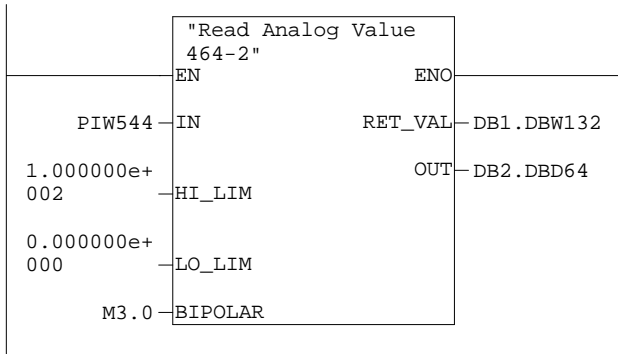 "Read Analog Value
464-2"
EN ENO
PIW544 IN RET_VAL DB1.DBW132
1.000000e+ OUT DB2.DBD64
002 HI_LIM
0.000000e+
000 LO_LIM
M3.0 BIPOLAR